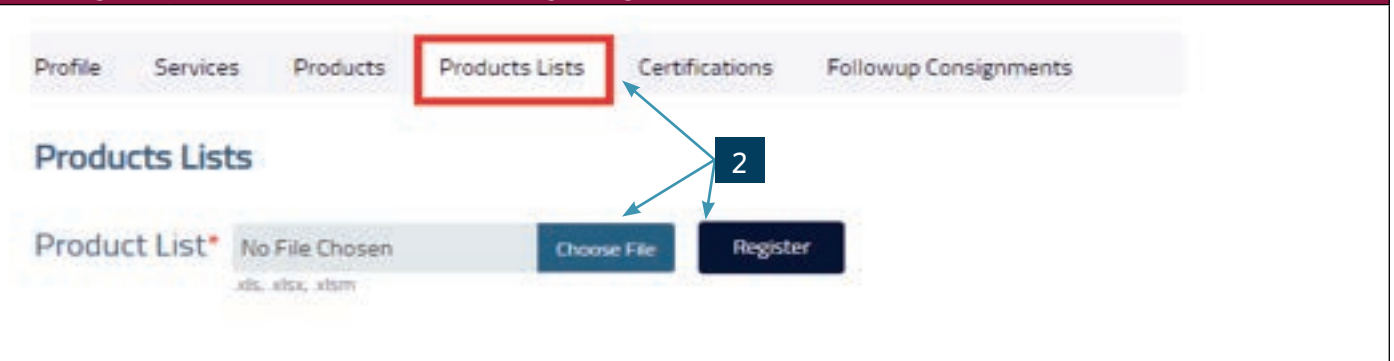 Profile Services Products Products Lists Certifications Followup Consignments
Products Lists
2
Product List* No File Chosen Choose File Register
.xls, .xlsx, .xlsm